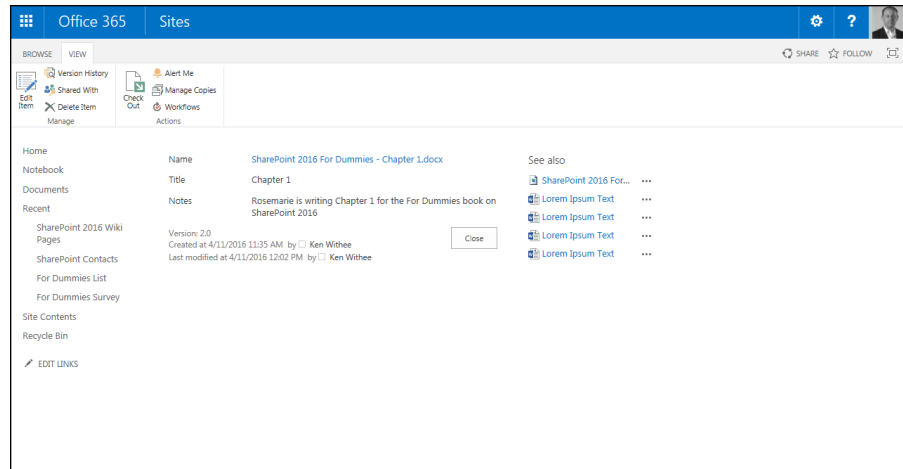 Office 365 Sites ?
BROWSE VIEW SHARE FOLLOW
Version History Alert Me
Shared With Manage Copies
Edit Item Delete Item Check Out Workflows
Manage Actions
Home
Notebook
Documents
Recent
SharePoint 2016 Wiki
Pages
SharePoint Contacts
For Dummies List
For Dummies Survey
Site Contents
Recycle Bin
EDIT LINKS
Name SharePoint 2016 For Dummies - Chapter 1.docx
Title Chapter 1
Notes Rosemarie is writing Chapter 1 for the For Dummies book on
SharePoint 2016
Version: 2.0
Created at 4/11/2016 11:35 AM by Ken Withee
Last modified at 4/11/2016 12:02 PM by Ken Withee
Close
See also
SharePoint 2016 For... ...
Lorem Ipsum Text ...
Lorem Ipsum Text ...
Lorem Ipsum Text ...
Lorem Ipsum Text ...